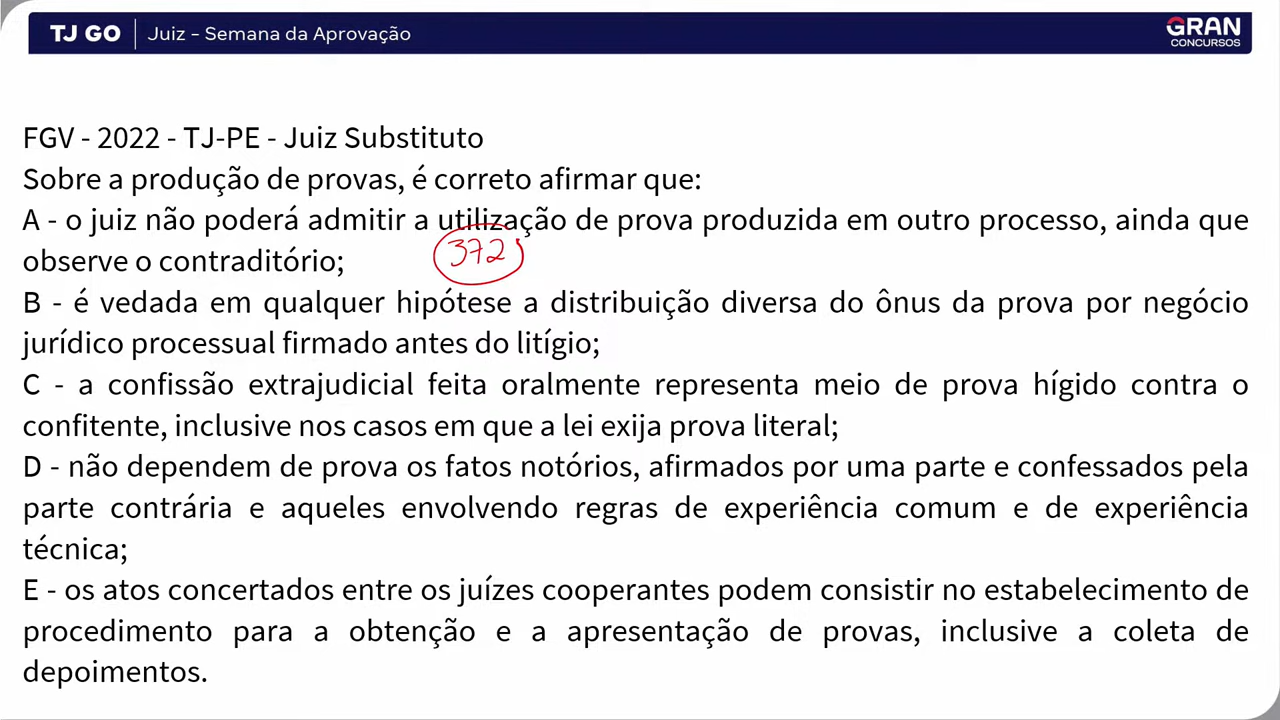 TJ GO
Juiz – Semana da Aprovação
GRAN
CONCURSOS
FGV - 2022 - TJ-PE - Juiz Substituto
Sobre a produção de provas, é correto afirmar que:
A - o juiz não poderá admitir a utilização de prova produzida em outro processo, ainda que
observe o contraditório;
372
B - é vedada em qualquer hipótese a distribuição diversa do ônus da prova por negócio
jurídico processual firmado antes do litígio;
C - a confissão extrajudicial feita oralmente representa meio de prova hígido contra o
confitente, inclusive nos casos em que a lei exija prova literal;
D - não dependem de prova os fatos notórios, afirmados por uma parte e confessados pela
parte contrária e aqueles envolvendo regras de experiência comum e de experiência
técnica;
E - os atos concertados entre os juízes cooperantes podem consistir no estabelecimento de
procedimento para a obtenção e a apresentação de provas, inclusive a coleta de
depoimentos.